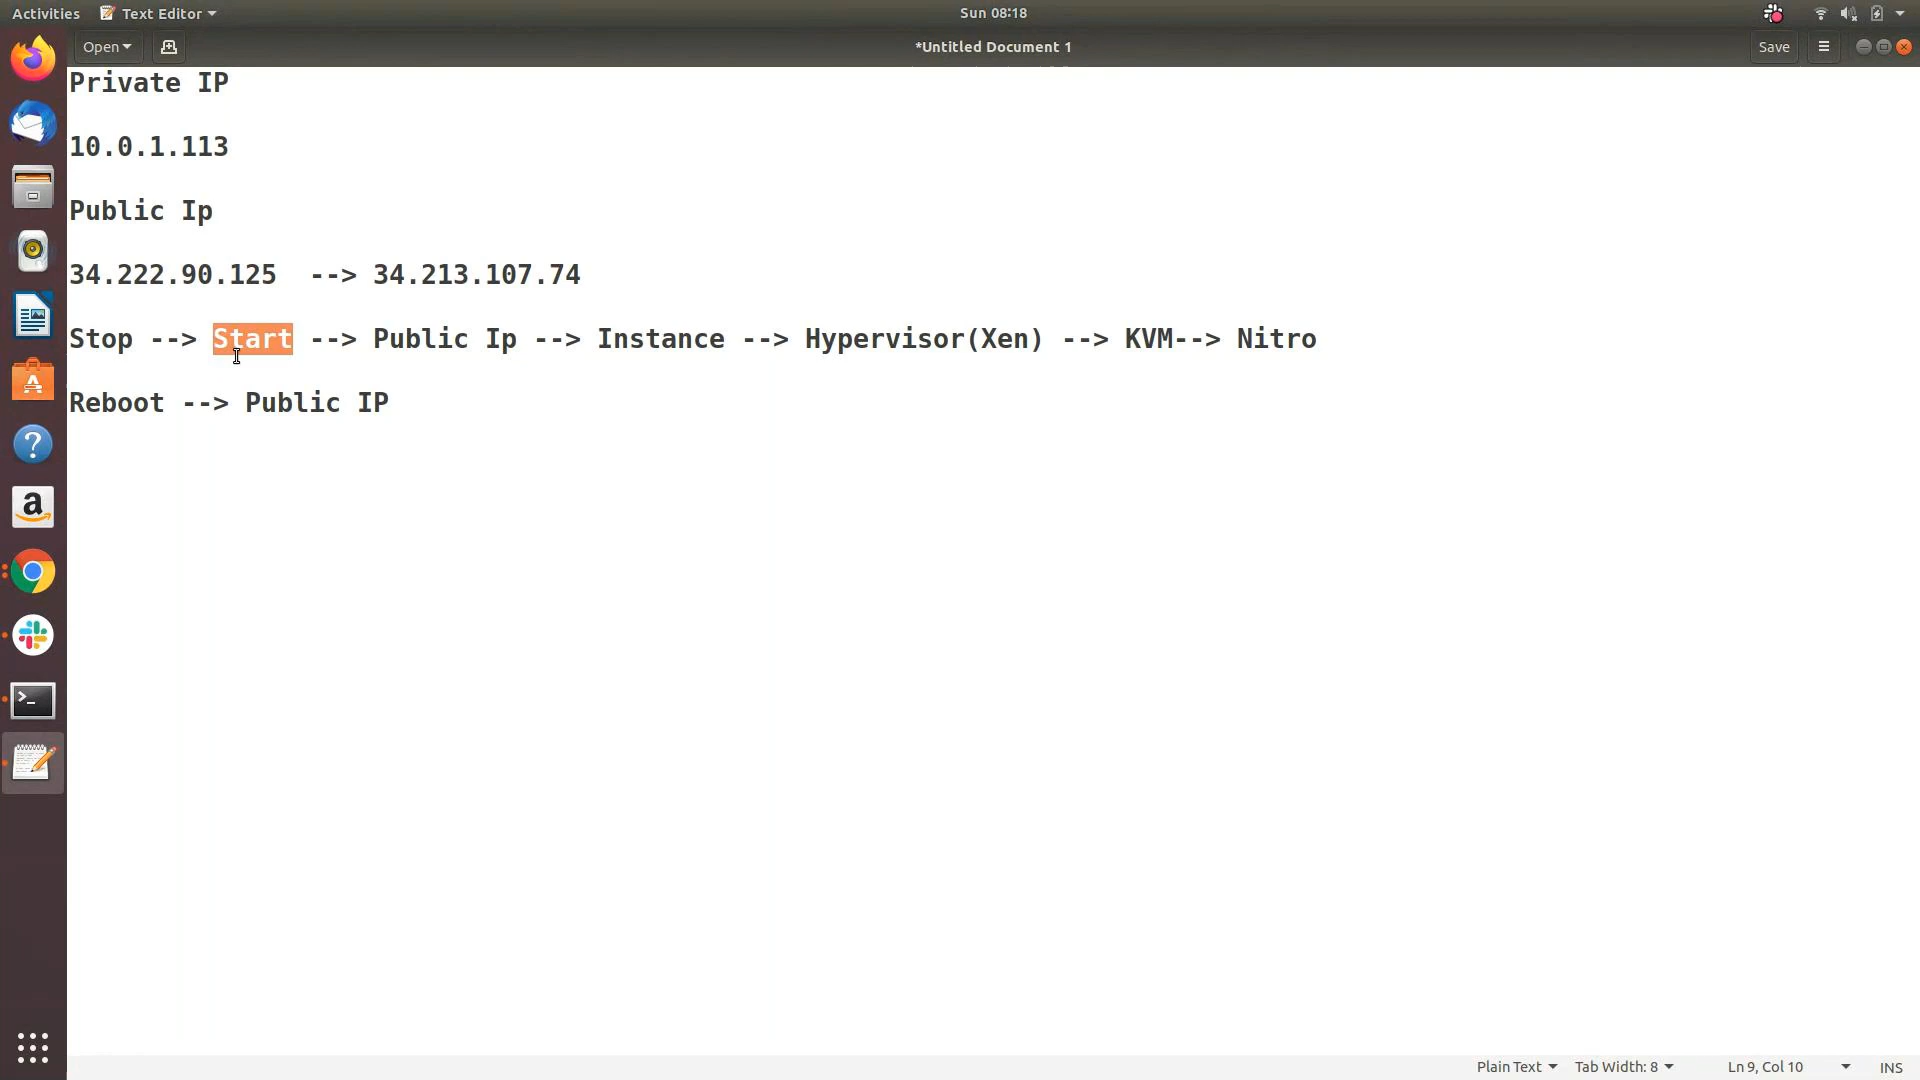 Activities Text Editor Sun 08:18
Open *Untitled Document 1 Save
Private IP
10.0.1.113
Public Ip
34.222.90.125  --> 34.213.107.74
Stop --> Start --> Public Ip --> Instance --> Hypervisor(Xen) --> KVM--> Nitro
Reboot --> Public IP
Plain Text Tab Width: 8 Ln 9, Col 10 INS